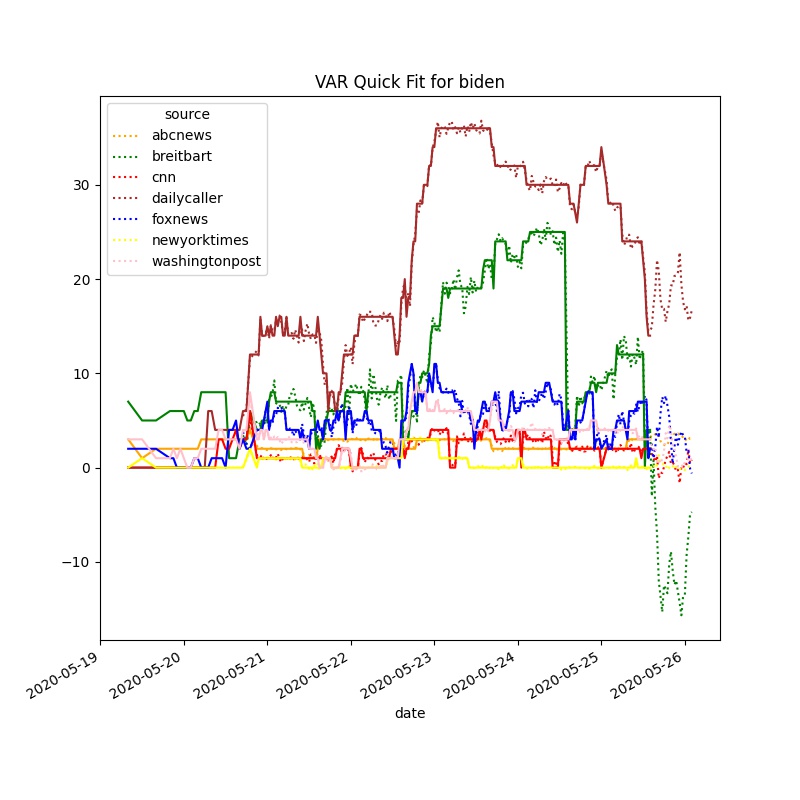 VAR Quick Fit for biden
source
abcnews
breitbart
cnn
dailycaller
foxnews
newyorktimes
washingtonpost
30
20
10
0
−10
2020-05-19
2020-05-20
2020-05-21
2020-05-22
2020-05-23
2020-05-24
2020-05-25
2020-05-26
date